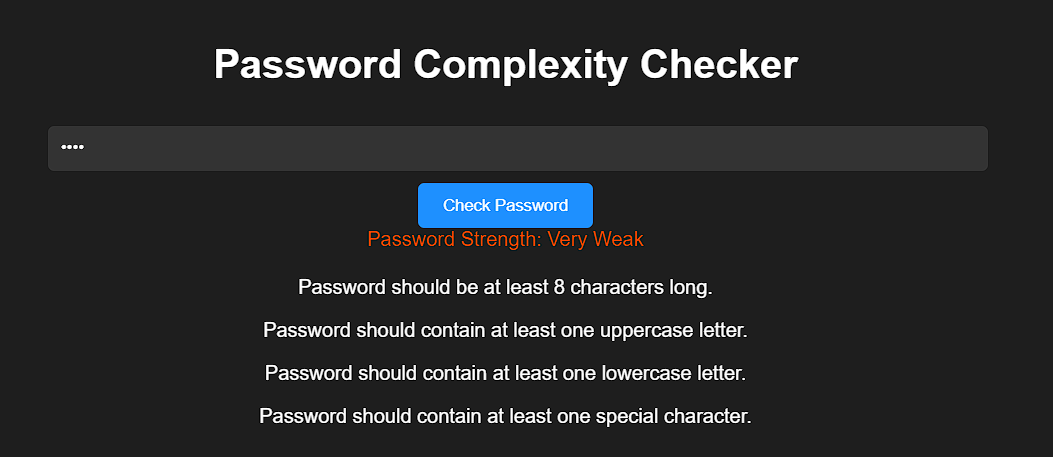 Password Complexity Checker
••••
Check Password
Password Strength: Very Weak
Password should be at least 8 characters long.
Password should contain at least one uppercase letter.
Password should contain at least one lowercase letter.
Password should contain at least one special character.